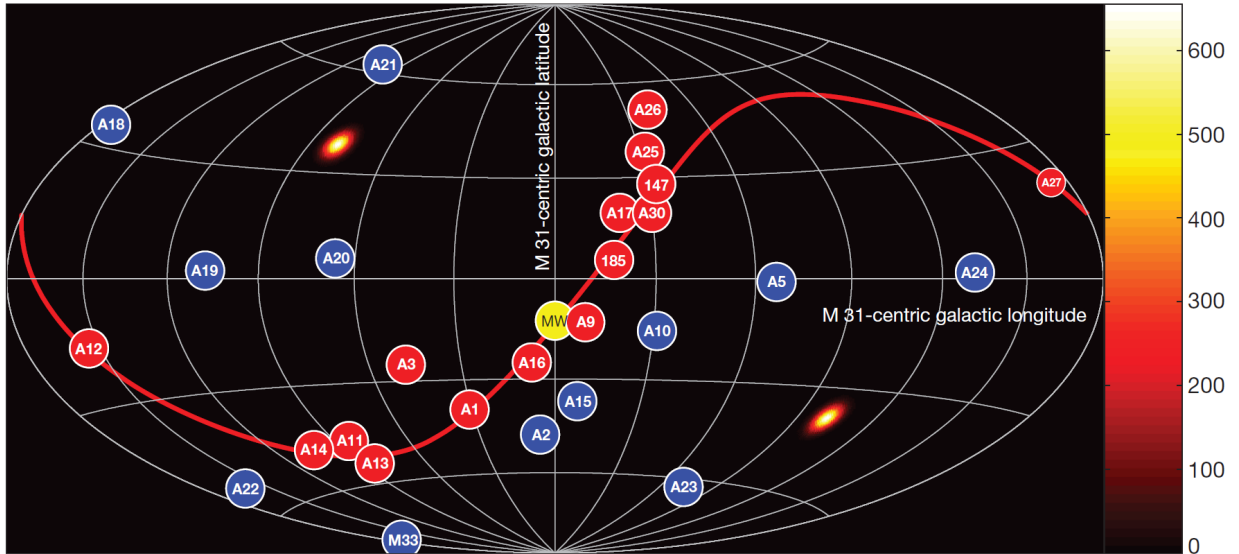 A21
A18
A26
A25
147
A27
A17
A30
M 31-centric galactic latitude
185
A20
A19
A5
A24
M 31-centric galactic longitude
MW
A9
A10
A12
A3
A16
A15
A1
A2
A11
A14
A13
A22
A23
M33
600
500
400
300
200
100
0